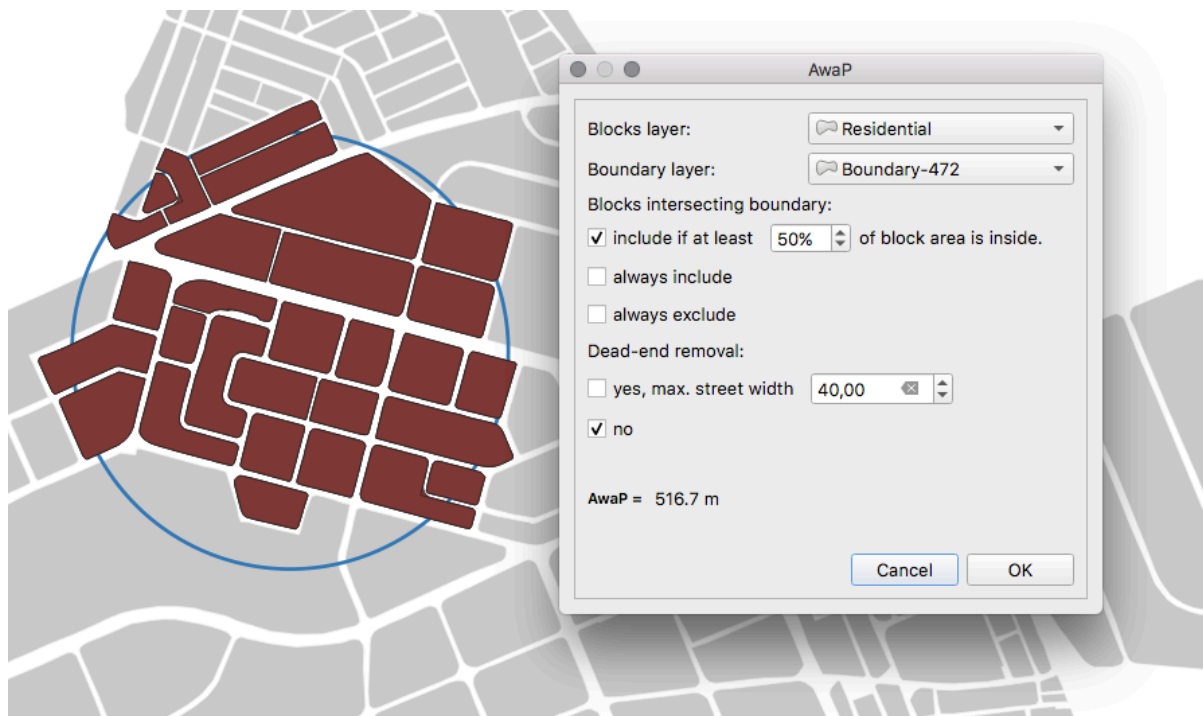 AwaP
Blocks layer: Residential
Boundary layer: Boundary-472
Blocks intersecting boundary:
include if at least 50% of block area is inside.
always include
always exclude
Dead-end removal:
yes, max. street width 40,00
no
AwaP = 516.7 m
Cancel OK